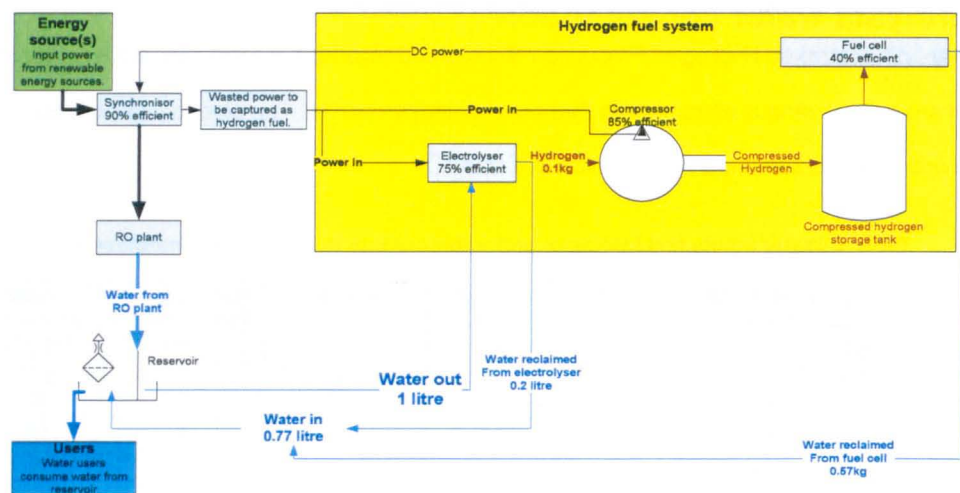 Energy
source(s)
Input power
from renewable
energy sources.
Hydrogen fuel system
DC power
Fuel cell
40% efficient
Synchronisor
90% efficient
Wasted power to
be captured as
hydrogen fuel.
Power in
Compressor
85% efficient
Power in
Electrolyser
75% efficient
Hydrogen
0.1kg
Compressed
Hydrogen
Compressed hydrogen
storage tank
RO plant
Water from
RO plant
Reservoir
Water out
1 litre
Water reclaimed
From electrolyser
0.2 litre
Water in
0.77 litre
Water reclaimed
From fuel cell
0.57kg
Users
Water users
consume water from
reservoir